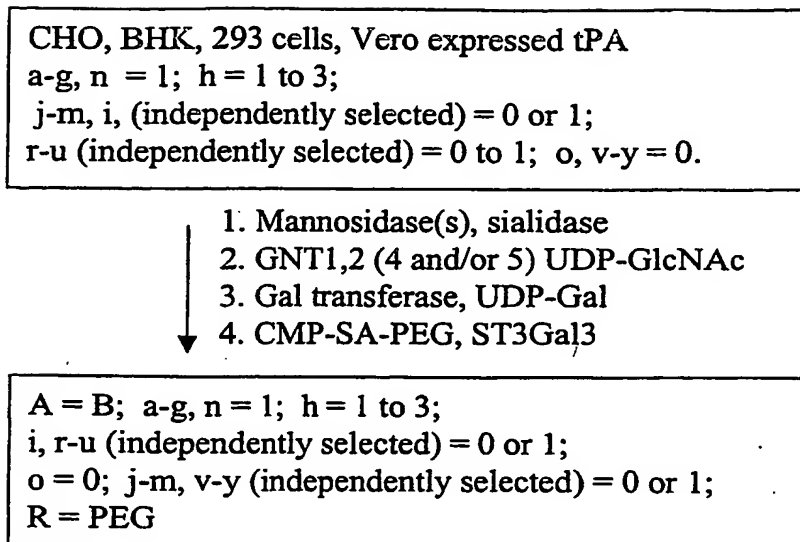 CHO, BHK, 293 cells, Vero expressed tPA
a-g, n = 1; h = 1 to 3;
j-m, i, (independently selected) = 0 or 1;
r-u (independently selected) = 0 to 1; o, v-y = 0.
1. Mannosidase(s), sialidase
2. GNT1,2 (4 and/or 5) UDP-GlcNAc
3. Gal transferase, UDP-Gal
4. CMP-SA-PEG, ST3Gal3
A = B; a-g, n = 1; h = 1 to 3;
i, r-u (independently selected) = 0 or 1;
o = 0; j-m, v-y (independently selected) = 0 or 1;
R = PEG